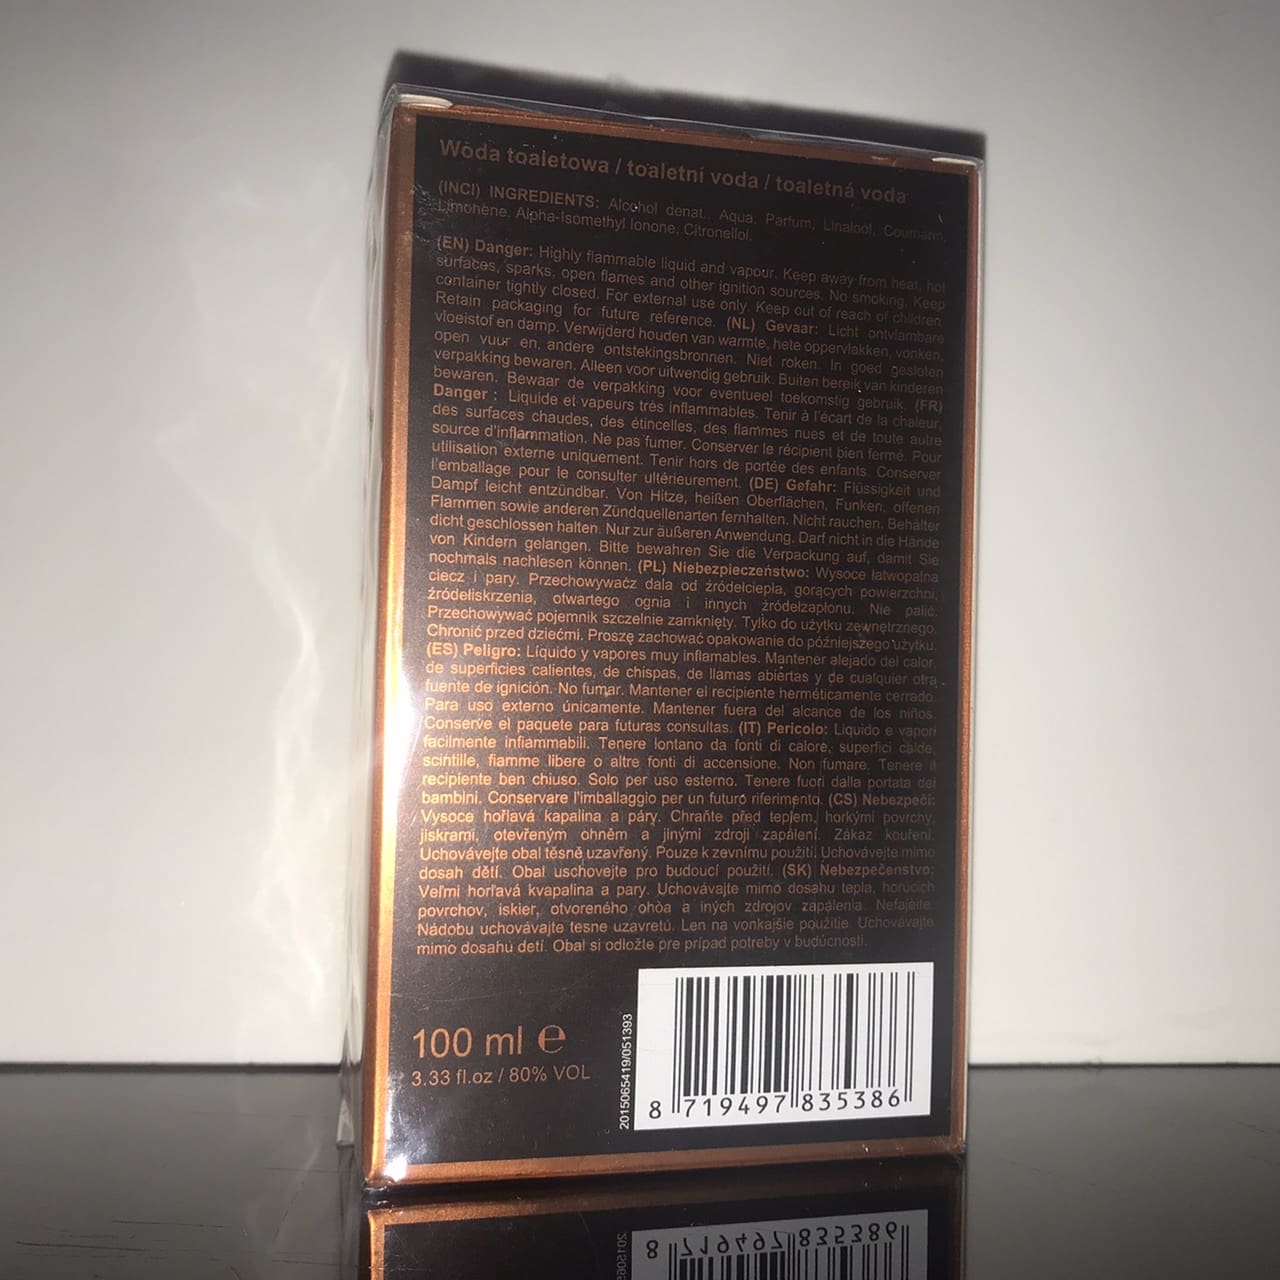 Wöda toaletowa / toaletní voda / toaletná voda
(INCI) INGREDIENTS: Alcohol denat., Aqua, Parfum, Linalool, Coumarin,
Limonene, Alpha-Isomethyl Ionone, Citronellol.
(EN) Danger: Highly flammable liquid and vapour. Keep away from heat, hot
surfaces, sparks, open flames and other ignition sources. No smoking. Keep
container tightly closed. For external use only. Keep out of reach of children.
Retain packaging for future reference. (NL) Gevaar: Licht ontvlambare
vloeistof en damp. Verwijderd houden van warmte, hete oppervlakken, vonken,
open vuur en andere ontstekingsbronnen. Niet roken. In goed gesloten
verpakking bewaren. Alleen voor uitwendig gebruik. Buiten bereik van kinderen
bewaren. Bewaar de verpakking voor eventueel toekomstig gebruik. (FR)
Danger : Liquide et vapeurs très inflammables. Tenir à l'écart de la chaleur,
des surfaces chaudes, des étincelles, des flammes nues et de toute autre
source d'inflammation. Ne pas fumer. Conserver le récipient bien fermé. Pour
utilisation externe uniquement. Tenir hors de portée des enfants. Conserver
l'emballage pour le consulter ultérieurement. (DE) Gefahr: Flüssigkeit und
Dampf leicht entzündbar. Von Hitze, heißen Oberflächen, Funken, offenen
Flammen sowie anderen Zündquellenarten fernhalten. Nicht rauchen. Behälter
dicht geschlossen halten. Nur zur äußeren Anwendung. Darf nicht in die Hände
von Kindern gelangen. Bitte bewahren Sie die Verpackung auf, damit Sie
nochmals nachlesen können. (PL) Niebezpieczeństwo: Wysoce łatwopalna
ciecz i pary. Przechowywacz dala od źródełciepła, gorących powierzchni,
źródeliskrzenia, otwartego ognia i innych źródełzapłonu. Nie palić.
Przechowywać pojemnik szczelnie zamknięty. Tylko do użytku zewnętrznego.
Chronić przed dziećmi. Proszę zachować opakowanie do późniejszego użytku.
(ES) Peligro: Líquido y vapores muy inflamables. Mantener alejado del calor,
de superficies calientes, de chispas, de llamas abiertas y de cualquier otra
fuente de ignición. No fumar. Mantener el recipiente herméticamente cerrado.
Para uso externo únicamente. Mantener fuera del alcance de los niños.
Conserve el paquete para futuras consultas. (IT) Pericolo: Liquido e vapori
facilmente infiammabili. Tenere lontano da fonti di calore, superfici calde,
scintille, fiamme libere o altre fonti di accensione. Non fumare. Tenere il
recipiente ben chiuso. Solo per uso esterno. Tenere fuori dalla portata dei
bambini. Conservare l'imballaggio per un futuro riferimento. (CS) Nebezpečí:
Vysoce hořlavá kapalina a páry. Chraňte před teplem, horkými povrchy,
jiskrami, otevřeným ohněm a jinými zdroji zapálení. Zákaz kouření.
Uchovávejte obal těsně uzavřený. Pouze k zevnímu použití. Uchovávejte mimo
dosah dětí. Obal uschovejte pro budoucí použití. (SK) Nebezpečenstvo:
Veľmi horľavá kvapalina a pary. Uchovávajte mimo dosahu tepla, horúcich
povrchov, iskier, otvoreného ohòa a iných zdrojov zapálenia. Nefajèite.
Nádobu uchovávajte tesne uzavretú. Len na vonkajšie použitie. Uchovávajte
mimo dosahu detí. Obal si odložte pre prípad potreby v budúcnosti.
100 ml ℮
3.33 fl.oz / 80% VOL
2015065419/051393
8 719497 835386